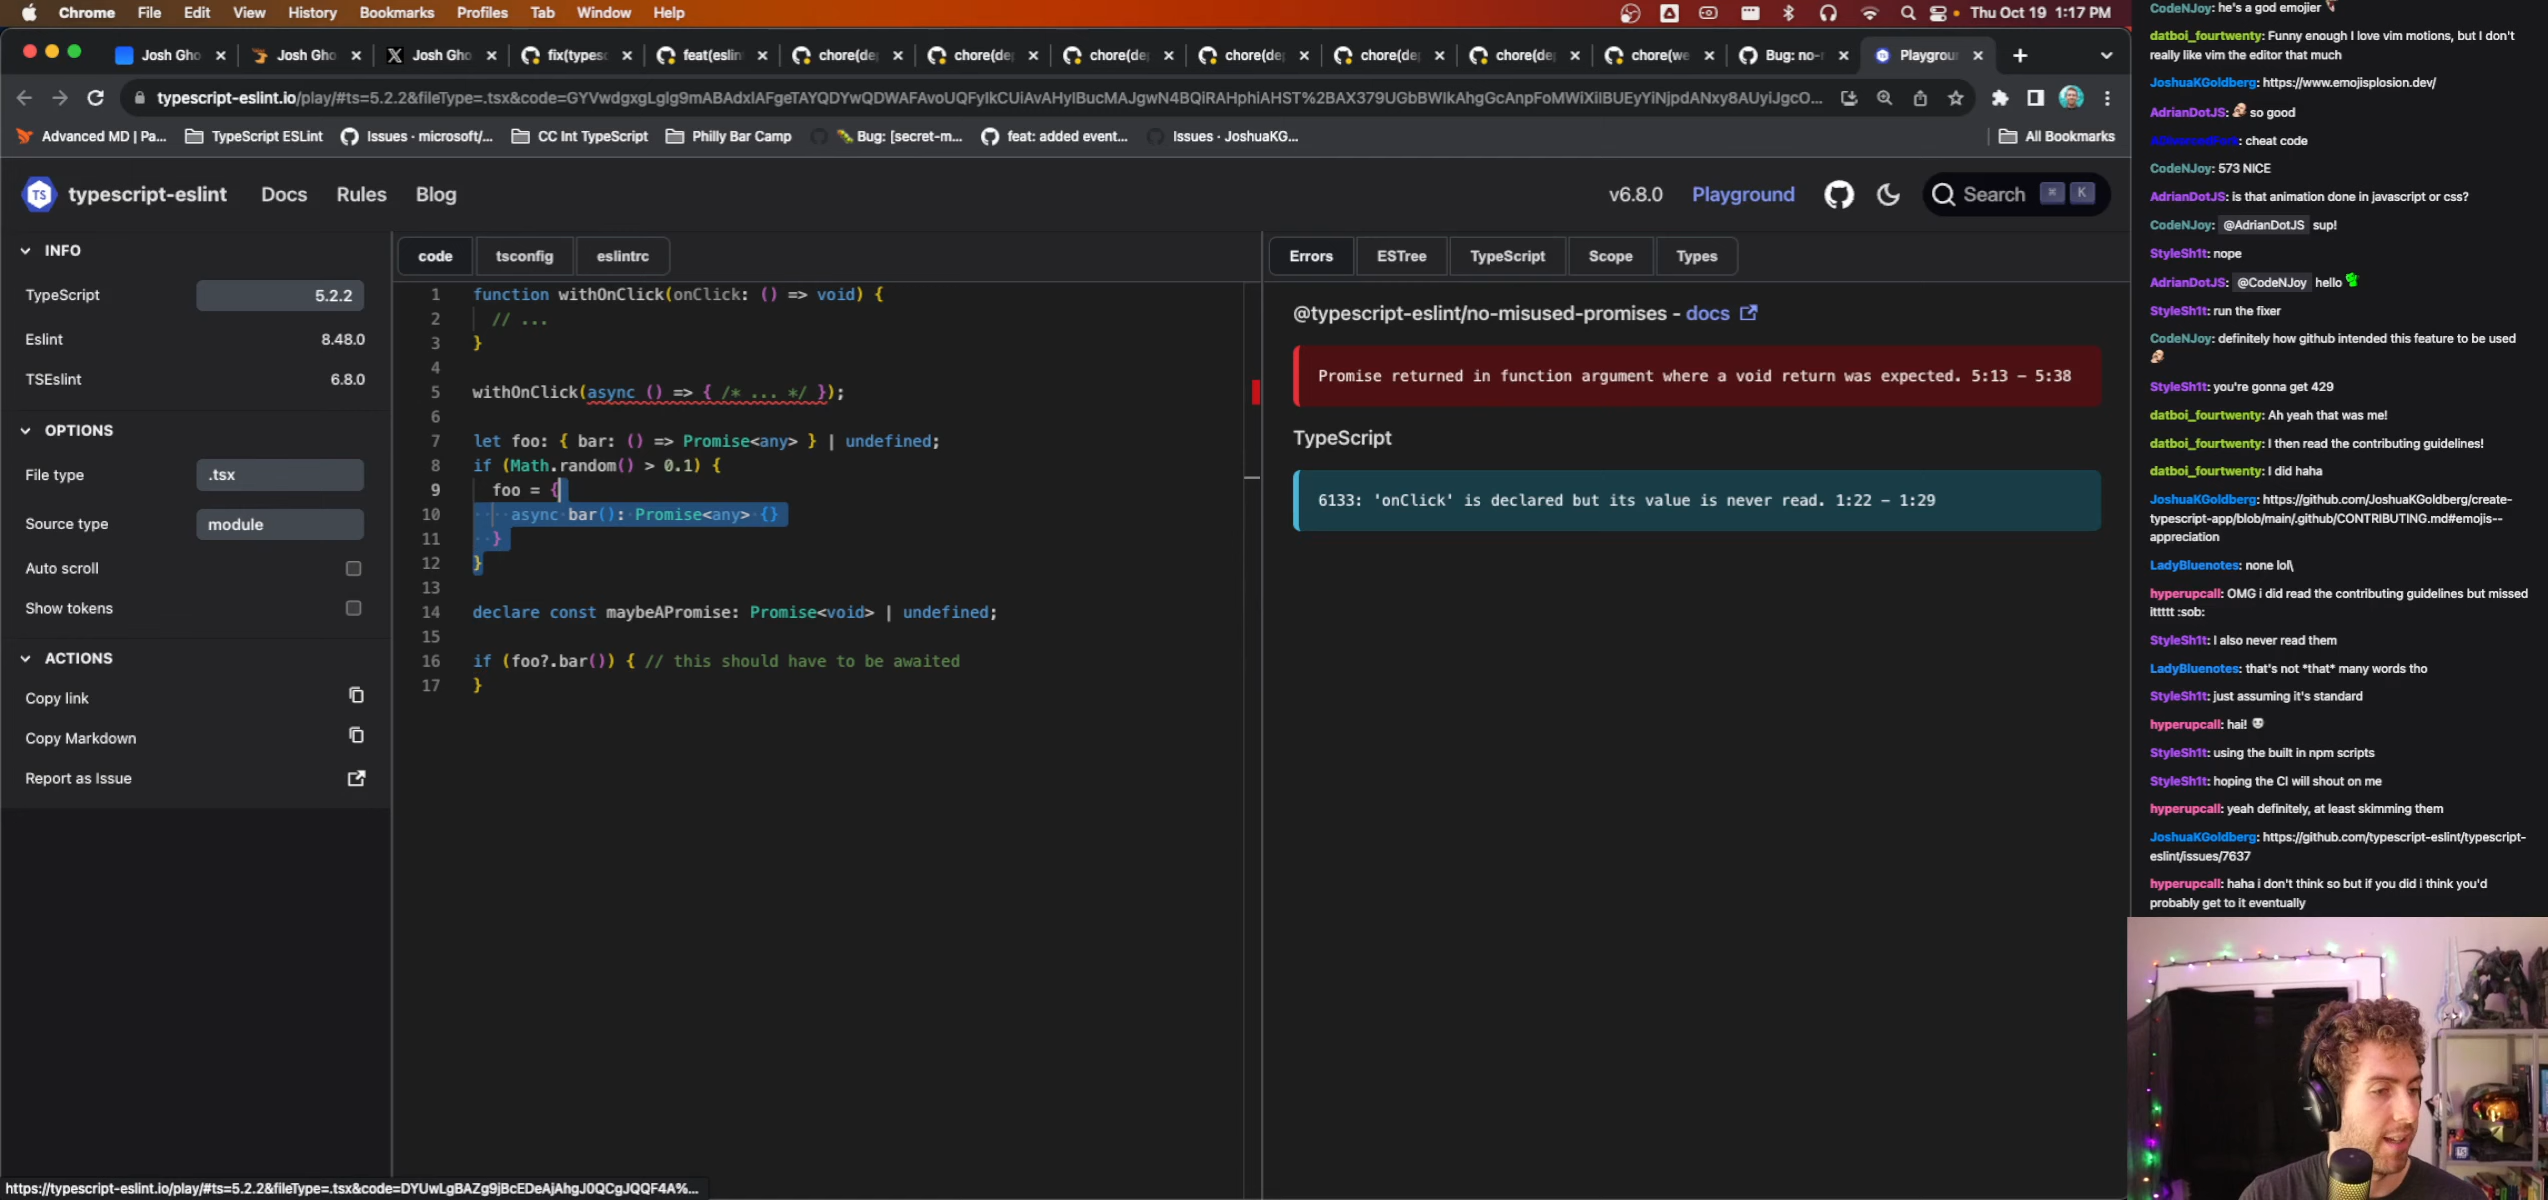 Chrome File Edit View History Bookmarks Profiles Tab Window Help
Thu Oct 19 1:17 PM
Josh Gho
Josh Gho
Josh Gho
fix(types
feat(eslin
chore(de
chore(de
chore(de
chore(de
chore(de
chore(de
chore(we
Bug: no-
Playgrou
typescript-eslint.io/play/#ts=5.2.2&fileType=.tsx&code=
Advanced MD | Pa...
TypeScript ESLint
Issues · microsoft/...
CC Int TypeScript
Philly Bar Camp
Bug: [secret-m...
feat: added event...
Issues · JoshuaKG...
All Bookmarks
TS
typescript-eslint
Docs Rules Blog
v6.8.0
Playground
Search
K
INFO
TypeScript 5.2.2
Eslint 8.48.0
TSEslint 6.8.0
OPTIONS
File type .tsx
Source type module
Auto scroll
Show tokens
ACTIONS
Copy link
Copy Markdown
Report as Issue
code tsconfig eslintrc
1 function withOnClick(onClick: () => void) {
2 // ...
3 }
4
5 withOnClick(async () => { /* ... */ });
6
7 let foo: { bar: () => Promise<any> } | undefined;
8 if (Math.random() > 0.1) {
9 foo = {
10 async bar(): Promise<any> {}
11 }
12 }
13
14 declare const maybeAPromise: Promise<void> | undefined;
15
16 if (foo?.bar()) { // this should have to be awaited
17 }
Errors ESTree TypeScript Scope Types
@typescript-eslint/no-misused-promises - docs
Promise returned in function argument where a void return was expected. 5:13 – 5:38
TypeScript
6133: 'onClick' is declared but its value is never read. 1:22 – 1:29
CodeNJoy: he's a god emojier
datboi_fourtwenty: Funny enough I love vim motions, but I don't
really like vim the editor that much
JoshuaKGoldberg: https://www.emojisplosion.dev/
AdrianDotJS: so good
: cheat code
CodeNJoy: 573 NICE
AdrianDotJS: is that animation done in javascript or css?
CodeNJoy: @AdrianDotJS sup!
StyleSh1t: nope
AdrianDotJS: @CodeNJoy hello
StyleSh1t: run the fixer
CodeNJoy: definitely how github intended this feature to be used
StyleSh1t: you're gonna get 429
datboi_fourtwenty: Ah yeah that was me!
datboi_fourtwenty: I then read the contributing guidelines!
datboi_fourtwenty: I did haha
JoshuaKGoldberg: https://github.com/JoshuaKGoldberg/create-
typescript-app/blob/main/.github/CONTRIBUTING.md#emojis--
appreciation
LadyBluenotes: none lol\
hyperupcall: OMG i did read the contributing guidelines but missed
ittttt :sob:
StyleSh1t: I also never read them
LadyBluenotes: that's not *that* many words tho
StyleSh1t: just assuming it's standard
hyperupcall: hai!
StyleSh1t: using the built in npm scripts
StyleSh1t: hoping the CI will shout on me
hyperupcall: yeah definitely, at least skimming them
JoshuaKGoldberg: https://github.com/typescript-eslint/typescript-
eslint/issues/7637
hyperupcall: haha i don't think so but if you did i think you'd
probably get to it eventually
https://typescript-eslint.io/play/#ts=5.2.2&fileType=.tsx&code=